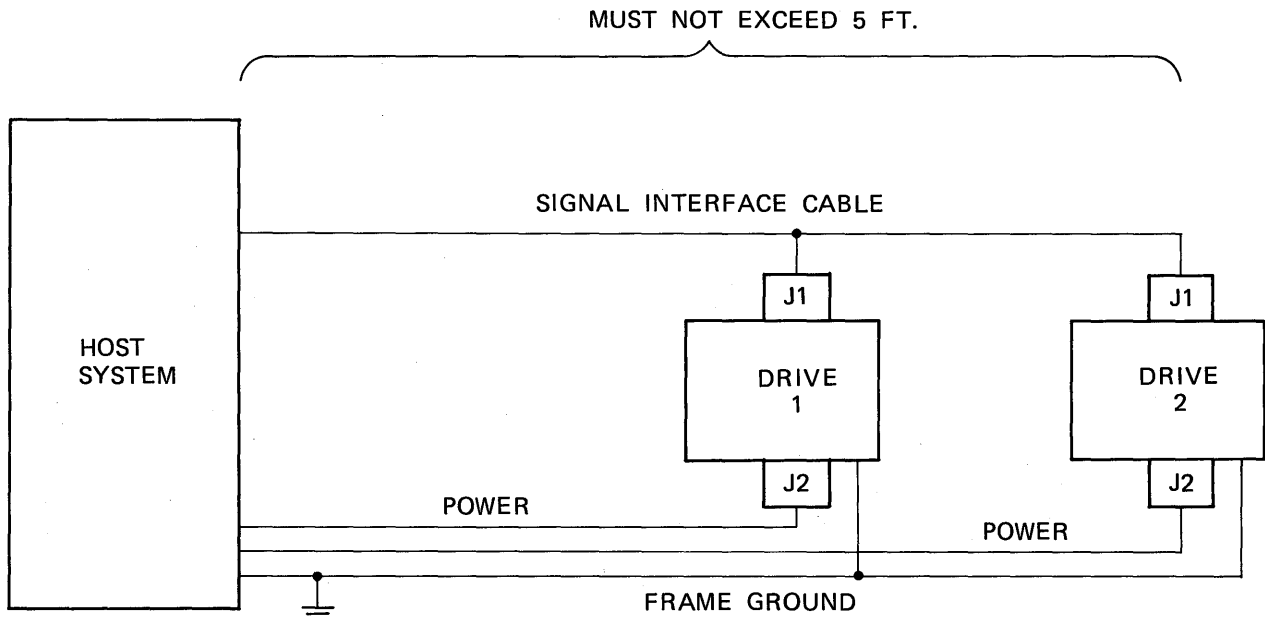 MUST NOT EXCEED 5 FT.
SIGNAL INTERFACE CABLE
J1
J1
HOST
SYSTEM
DRIVE
1
DRIVE
2
J2
J2
POWER
POWER
FRAME GROUND